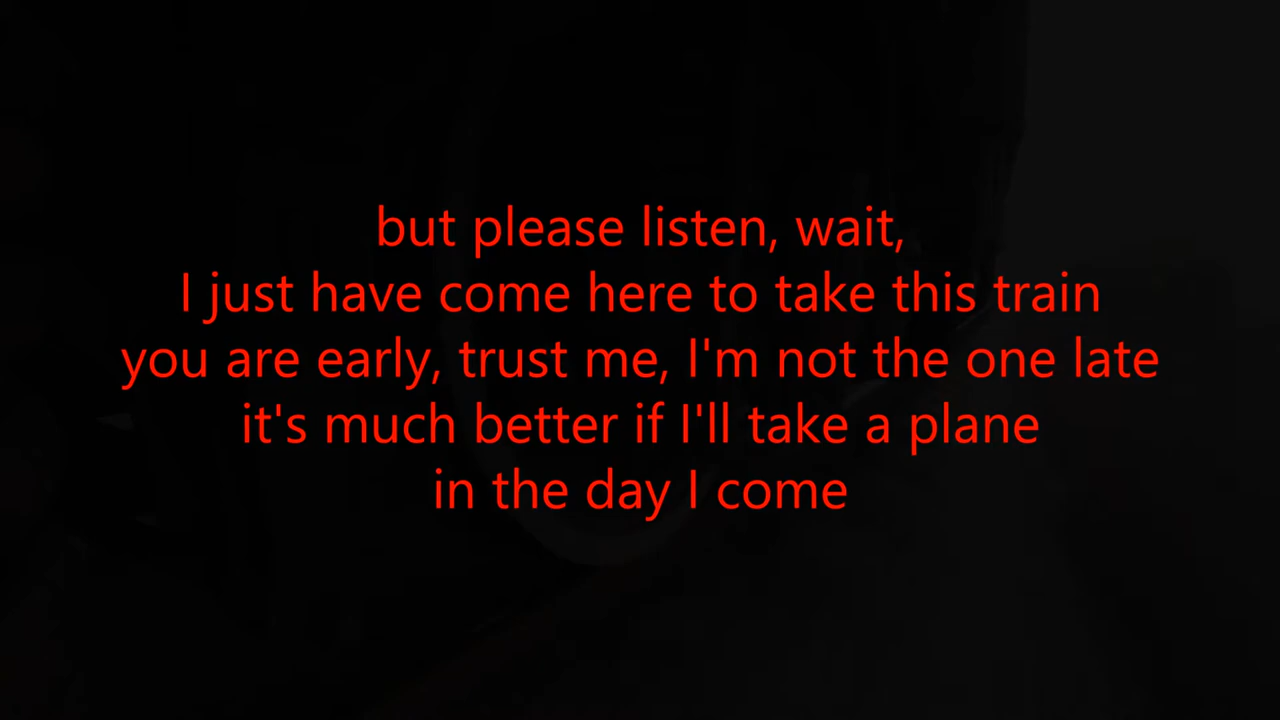 but please listen, wait,
I just have come here to take this train
you are early, trust me, I'm not the one late
it's much better if I'll take a plane
in the day I come